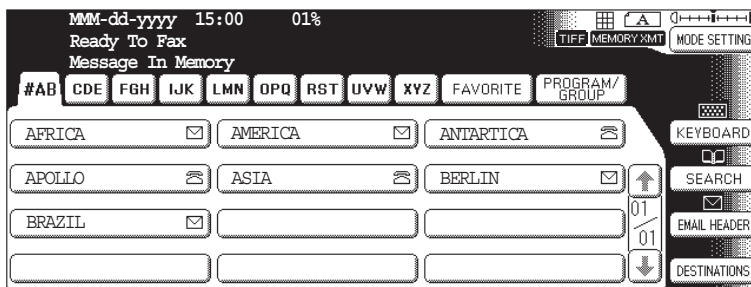 MMM-dd-yyyy 15:00 01%
A
Ready To Fax
TIFF MEMORY XMT MODE SETTING
Message In Memory
#AB CDE FGH IJK LMN OPQ RST UVW XYZ FAVORITE PROGRAM/
GROUP
AFRICA AMERICA ANTARTICA KEYBOARD
APOLLO ASIA BERLIN SEARCH
BRAZIL 01 EMAIL HEADER
01
DESTINATIONS